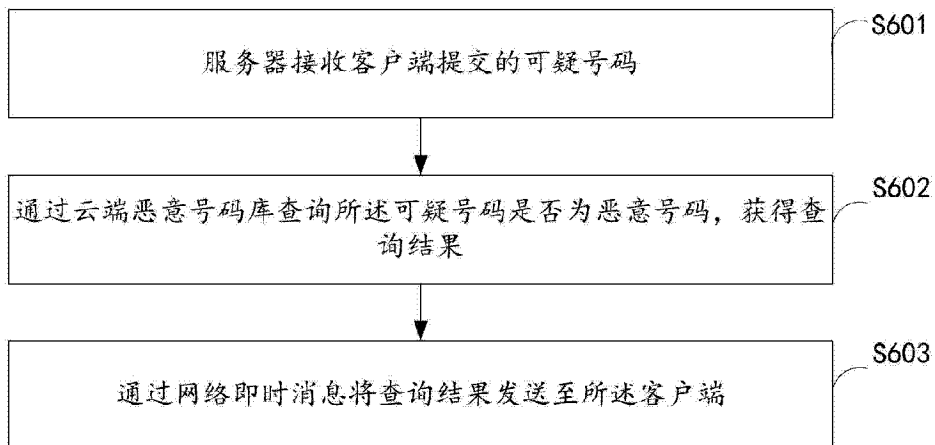 S601
服务器接收客户端提交的可疑号码
S602
通过云端恶意号码库查询所述可疑号码是否为恶意号码，获得查
询结果
S603
通过网络即时消息将查询结果发送至所述客户端